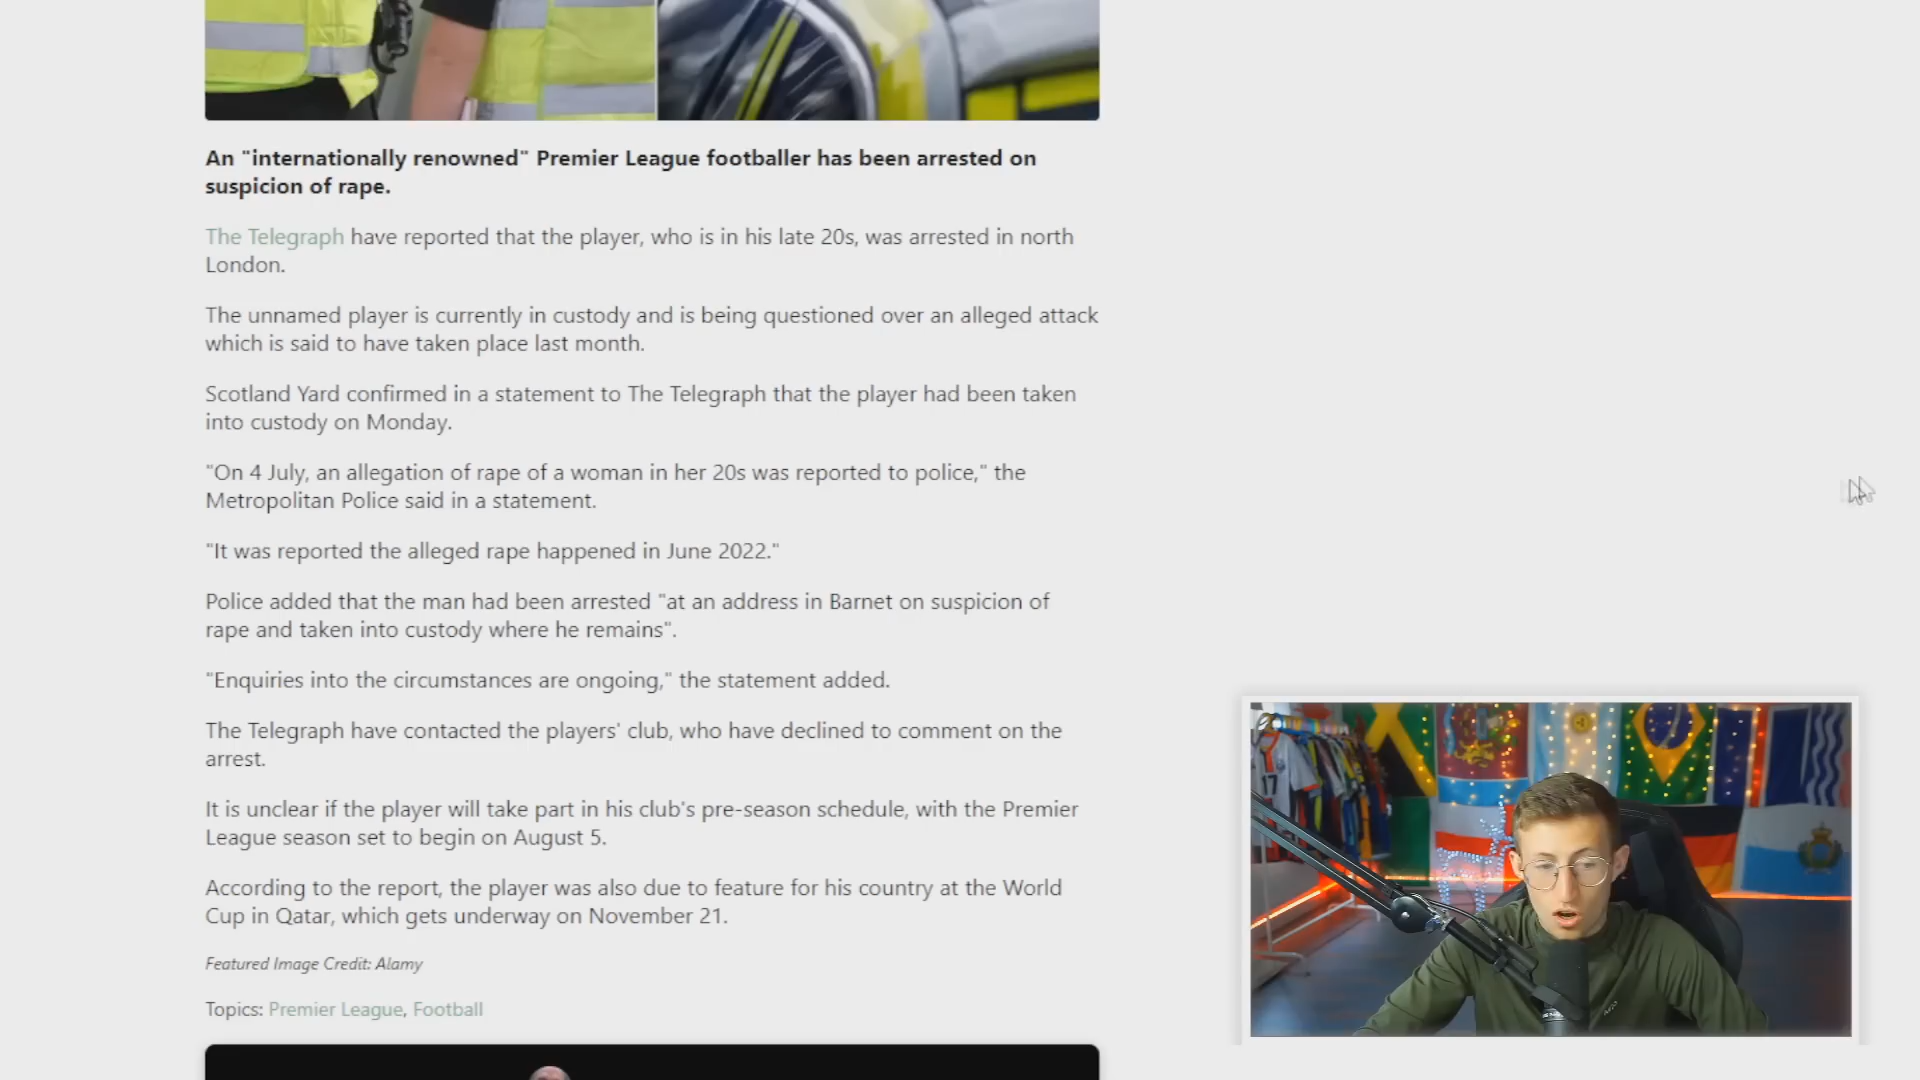 An "internationally renowned" Premier League footballer has been arrested on
suspicion of rape.
The Telegraph have reported that the player, who is in his late 20s, was arrested in north
London.
The unnamed player is currently in custody and is being questioned over an alleged attack
which is said to have taken place last month.
Scotland Yard confirmed in a statement to The Telegraph that the player had been taken
into custody on Monday.
"On 4 July, an allegation of rape of a woman in her 20s was reported to police," the
Metropolitan Police said in a statement.
"It was reported the alleged rape happened in June 2022."
Police added that the man had been arrested "at an address in Barnet on suspicion of
rape and taken into custody where he remains".
"Enquiries into the circumstances are ongoing," the statement added.
The Telegraph have contacted the players' club, who have declined to comment on the
arrest.
It is unclear if the player will take part in his club's pre-season schedule, with the Premier
League season set to begin on August 5.
According to the report, the player was also due to feature for his country at the World
Cup in Qatar, which gets underway on November 21.
Featured Image Credit: Alamy
Topics: Premier League, Football
17